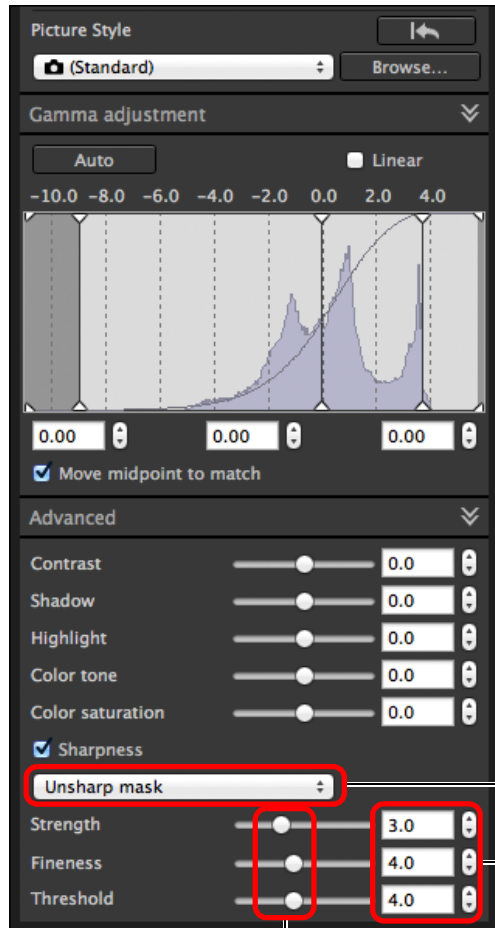 Picture Style
(Standard) Browse...
Gamma adjustment
Auto Linear
-10.0 -8.0 -6.0 -4.0 -2.0 0.0 2.0 4.0
0.00 0.00 0.00
Move midpoint to match
Advanced
Contrast 0.0
Shadow 0.0
Highlight 0.0
Color tone 0.0
Color saturation 0.0
Sharpness
Unsharp mask
Strength 3.0
Fineness 4.0
Threshold 4.0